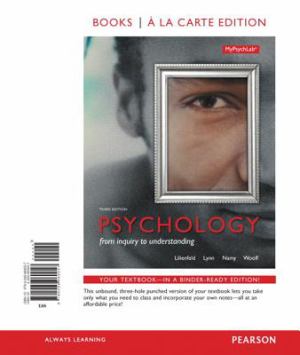 BOOKS | À LA CARTE EDITION
MyPsychLab®
THIRD EDITION
PSYCHOLOGY
from inquiry to understanding
Lilienfeld Lynn Namy Woolf
YOUR TEXTBOOK—IN A BINDER-READY EDITION!
This unbound, three-hole punched version of your textbook lets you take
only what you need to class and incorporate your own notes—all at an
affordable price!
ALWAYS LEARNING
PEARSON